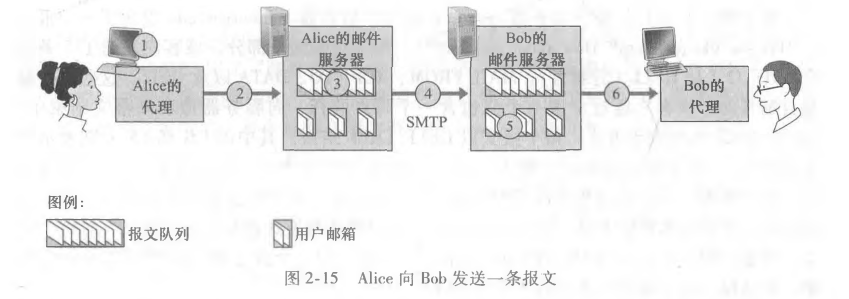 1
Alice的
代理
2
Alice的邮件
服务器
3
4
SMTP
Bob的
邮件服务器
5
6
Bob的
代理
图例：
报文队列
用户邮箱
图 2-15 Alice 向 Bob 发送一条报文